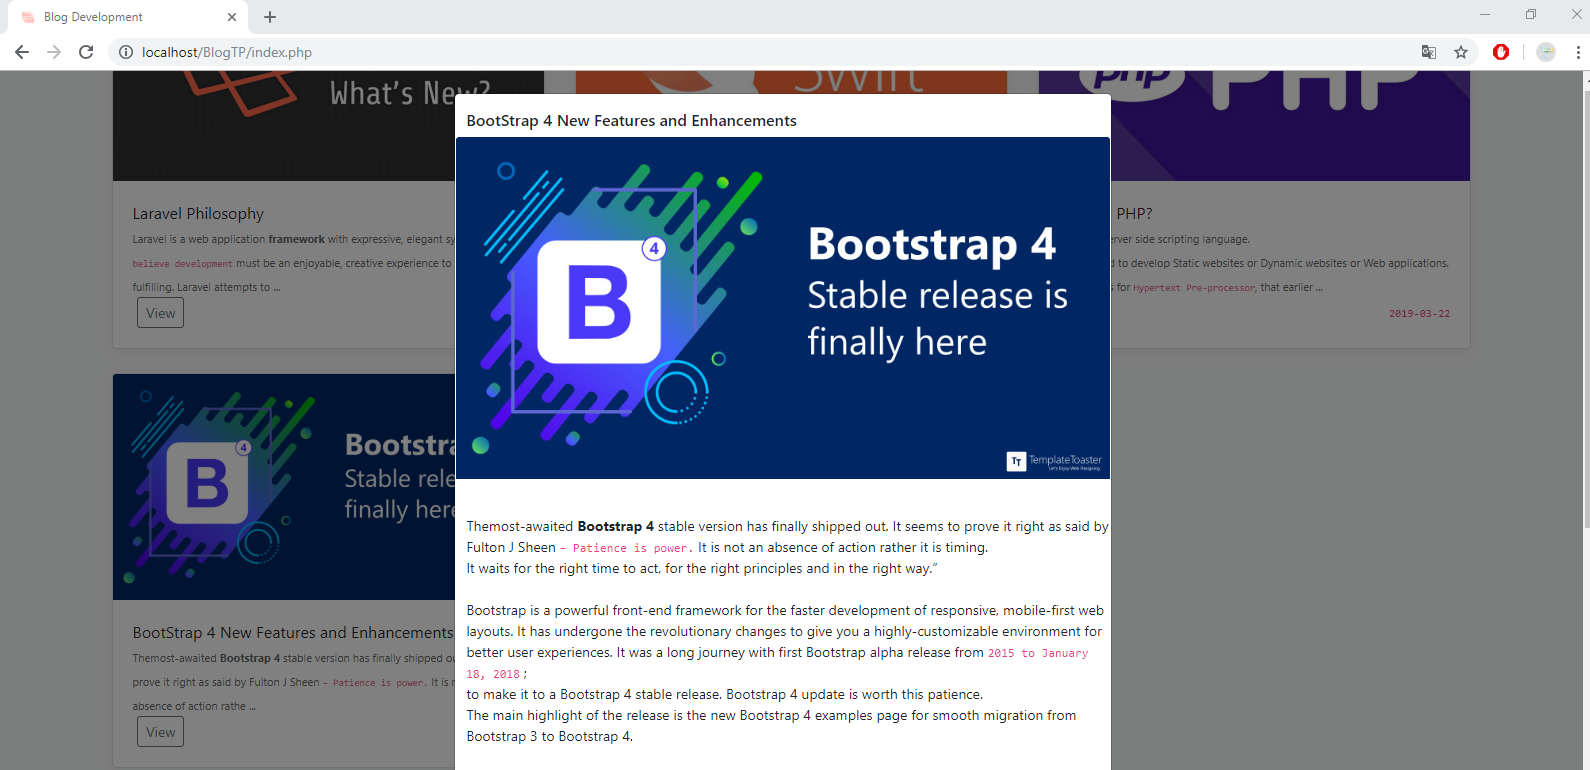 Blog Development
localhost/BlogTP/index.php
What's New?
Swift
php PHP
BootStrap 4 New Features and Enhancements
4
B
Bootstrap 4
Stable release is
finally here
TT TemplateToaster
Let's Enjoy Web Designing
Themost-awaited Bootstrap 4 stable version has finally shipped out. It seems to prove it right as said by
Fulton J Sheen – Patience is power. It is not an absence of action rather it is timing.
It waits for the right time to act, for the right principles and in the right way.”
Bootstrap is a powerful front-end framework for the faster development of responsive, mobile-first web
layouts. It has undergone the revolutionary changes to give you a highly-customizable environment for
better user experiences. It was a long journey with first Bootstrap alpha release from 2015 to January
18, 2018;
to make it to a Bootstrap 4 stable release. Bootstrap 4 update is worth this patience.
The main highlight of the release is the new Bootstrap 4 examples page for smooth migration from
Bootstrap 3 to Bootstrap 4.
Laravel Philosophy
Laravel is a web application framework with expressive, elegant sy
believe development must be an enjoyable, creative experience to
fulfilling. Laravel attempts to ...
View
PHP?
erver side scripting language.
d to develop Static websites or Dynamic websites or Web applications.
s for Hypertext Pre-processor, that earlier ...
2019-03-22
4
B
Bootstra
Stable rele
finally here
BootStrap 4 New Features and Enhancements
Themost-awaited Bootstrap 4 stable version has finally shipped ou
prove it right as said by Fulton J Sheen – Patience is power. It is n
absence of action rathe ...
View